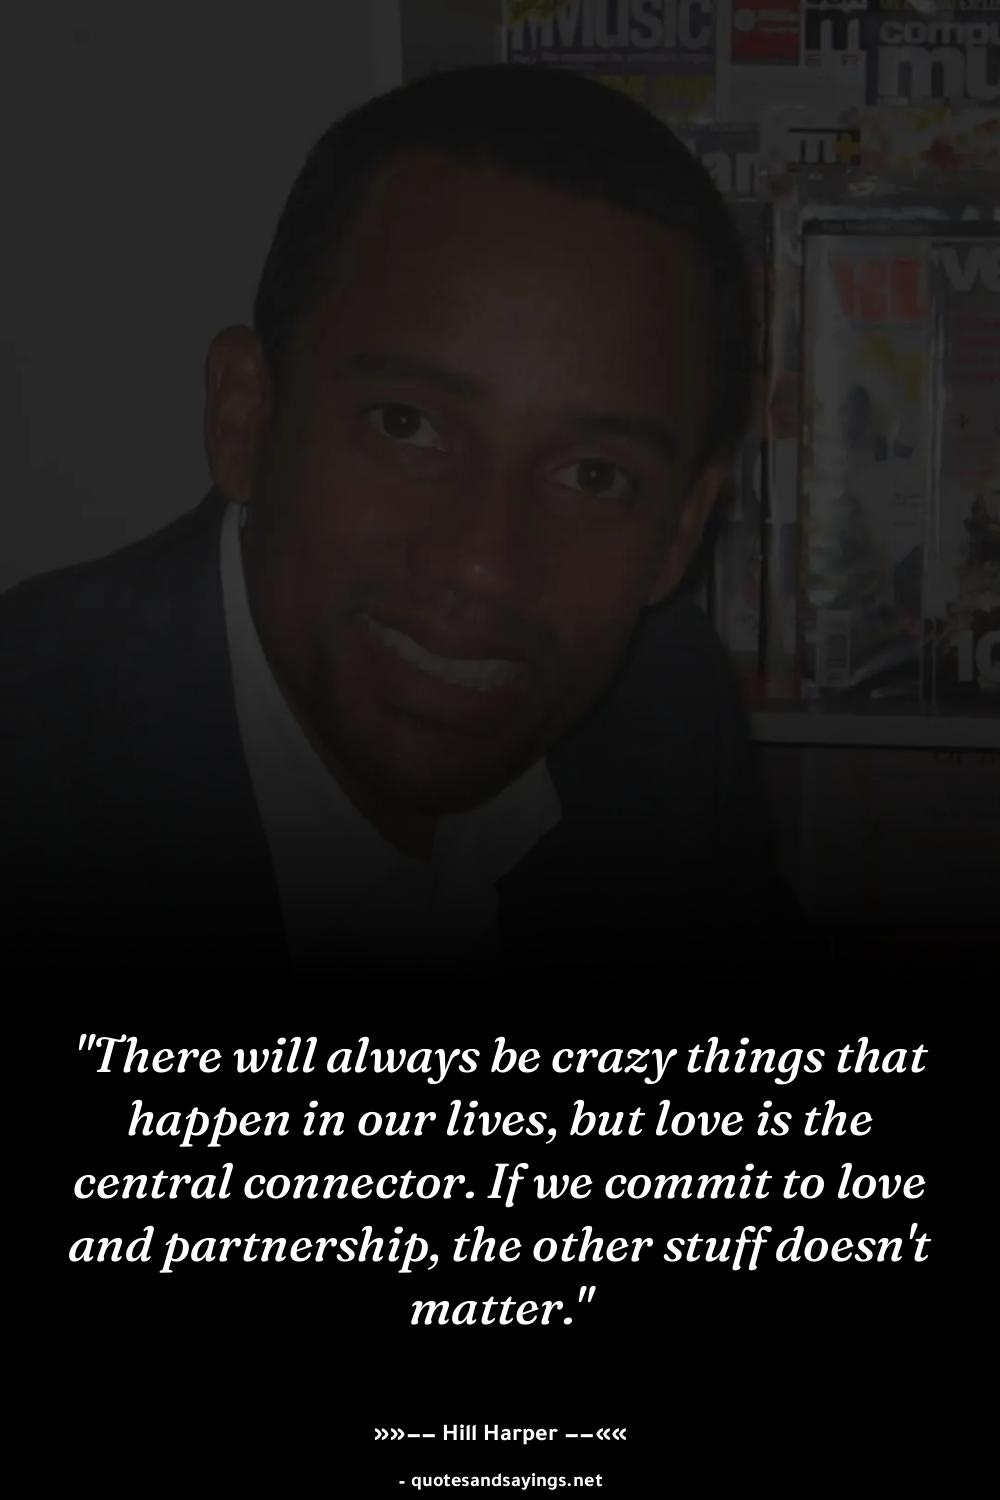 Music
"There will always be crazy things that
happen in our lives, but love is the
central connector. If we commit to love
and partnership, the other stuff doesn't
matter."
»»—— Hill Harper ——««
- quotesandsayings.net